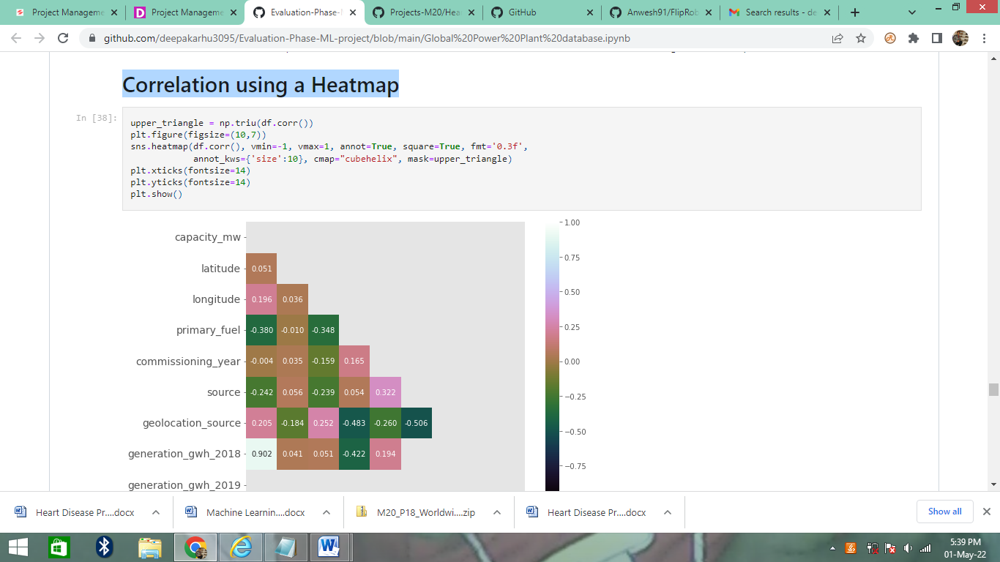 Project Manageme
Project Manageme
Evaluation-Phase-M
Projects-M20/Hea
GitHub
Anwesh91/FlipRob
Search results - de
github.com/deepakarhu3095/Evaluation-Phase-ML-project/blob/main/Global%20Power%20Plant%20database.ipynb
Correlation using a Heatmap
In [38]:
upper_triangle = np.triu(df.corr())
plt.figure(figsize=(10,7))
sns.heatmap(df.corr(), vmin=-1, vmax=1, annot=True, square=True, fmt='0.3f',
annot_kws={'size':10}, cmap="cubehelix", mask=upper_triangle)
plt.xticks(fontsize=14)
plt.yticks(fontsize=14)
plt.show()
capacity_mw
latitude 0.051
longitude 0.196 0.036
primary_fuel -0.380 -0.010 -0.348
commissioning_year -0.004 0.035 -0.159 0.165
source -0.242 0.056 -0.239 0.054 0.322
geolocation_source 0.205 -0.184 0.252 -0.483 -0.260 -0.506
generation_gwh_2018 0.902 0.041 0.051 -0.422 0.194
generation_gwh_2019
1.00
0.75
0.50
0.25
0.00
−0.25
−0.50
−0.75
Heart Disease Pr....docx
Machine Learnin....docx
M20_P18_Worldwi....zip
Heart Disease Pr....docx
Show all
5:39 PM
01-May-22